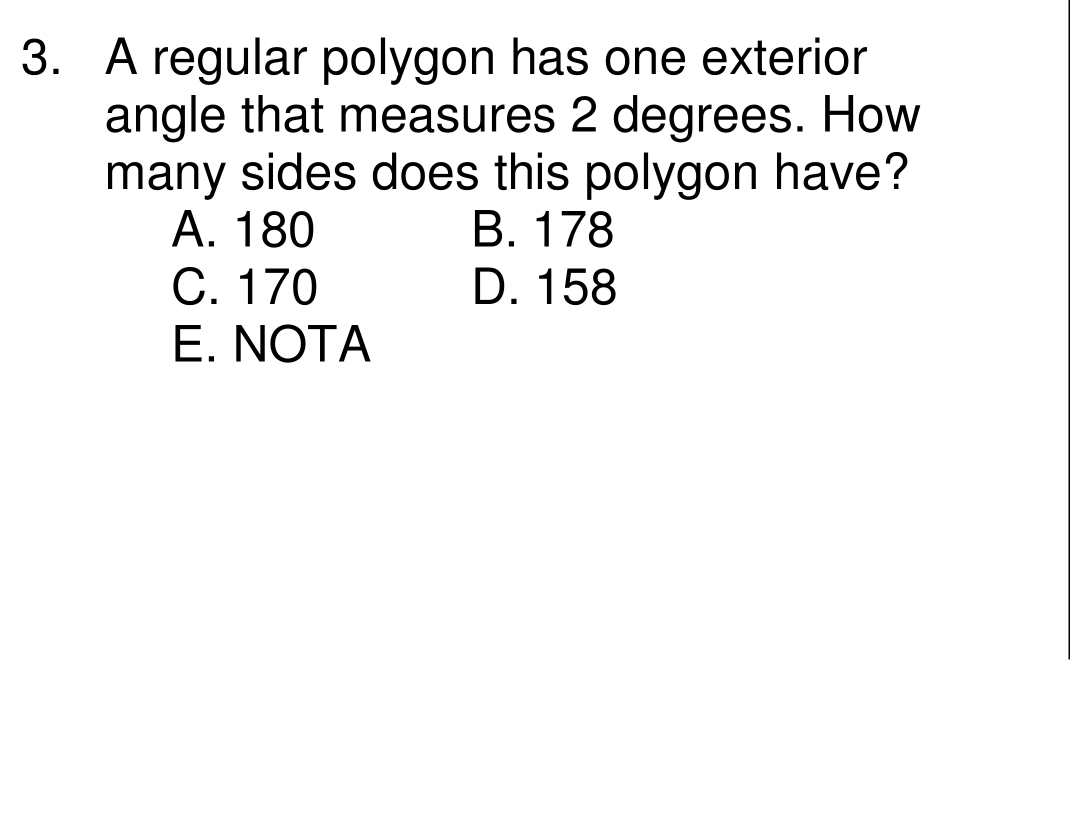 3. A regular polygon has one exterior
angle that measures 2 degrees. How
many sides does this polygon have?
A. 180 B. 178
C. 170 D. 158
E. NOTA